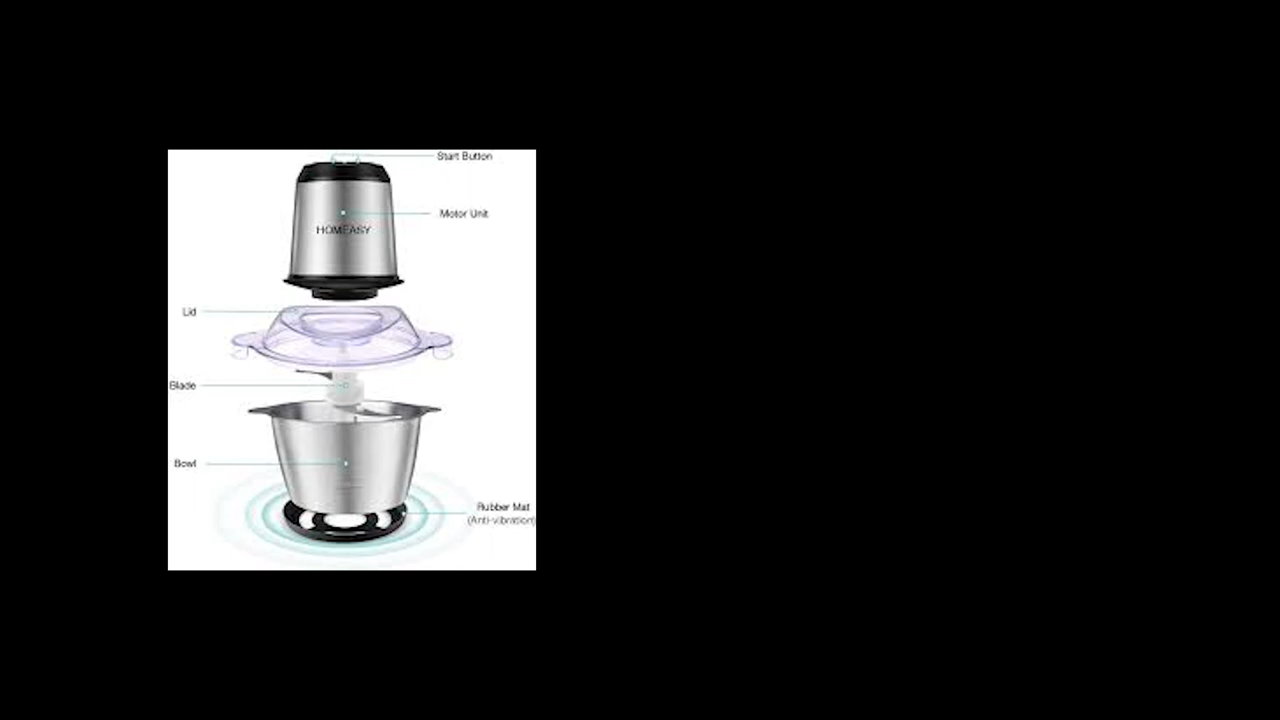 Start Button
Motor Unit
HOMEASY
Lid
Blade
Bowl
Rubber Mat
(Anti-vibration)